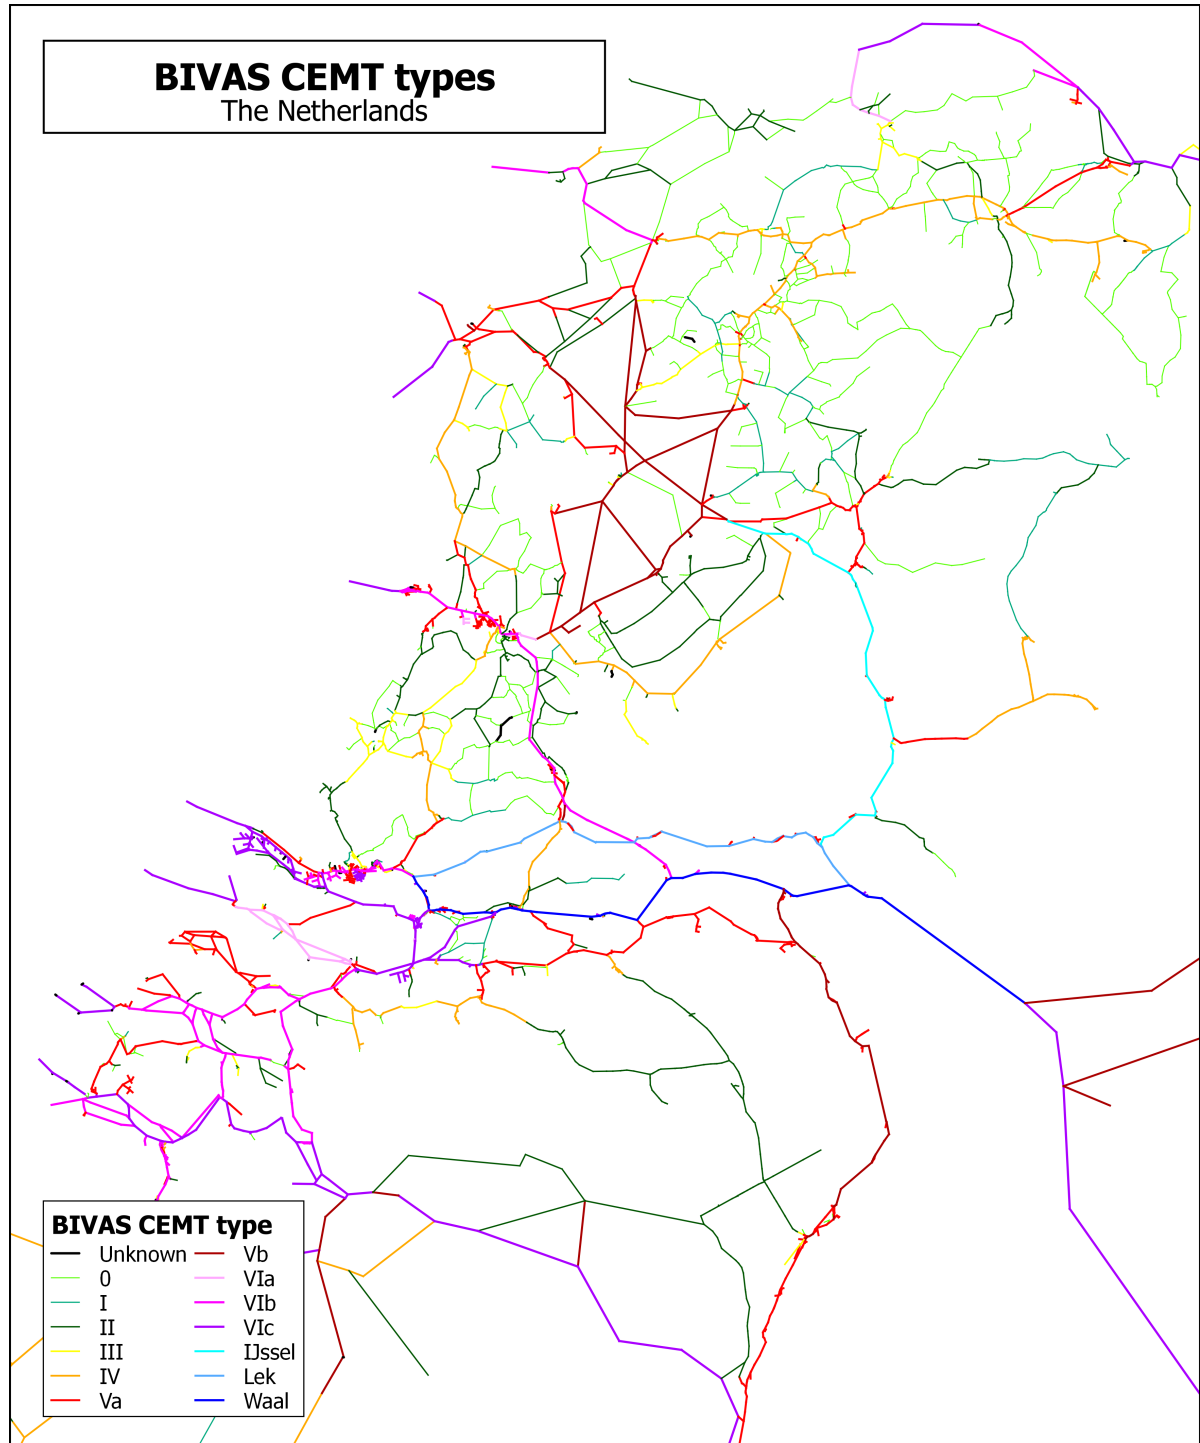 BIVAS CEMT types
The Netherlands
BIVAS CEMT type
Unknown
0
I
II
III
IV
Va
Vb
VIa
VIb
VIc
IJssel
Lek
Waal